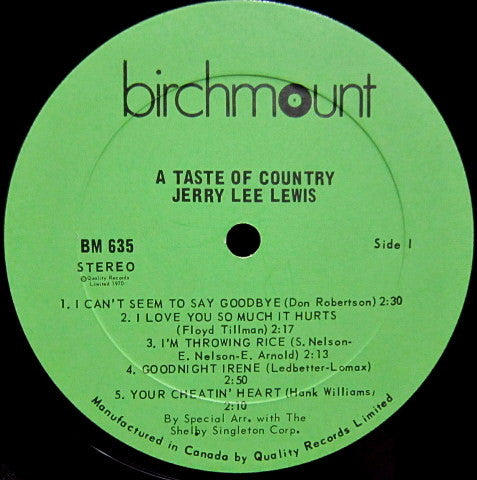 birchmount
A TASTE OF COUNTRY
JERRY LEE LEWIS
BM 635
STEREO
©Quality Records
Limited 1970
Side 1
1. I CAN'T SEEM TO SAY GOODBYE (Don Robertson) 2:30
2. I LOVE YOU SO MUCH IT HURTS
(Floyd Tillman) 2:17
3. I'M THROWING RICE (S. Nelson-
E. Nelson-E. Arnold) 2:13
4. GOODNIGHT IRENE (Ledbetter-Lomax)
2:50
5. YOUR CHEATIN' HEART (Hank Williams)
2:10
By Special Arr. with The
Shelby Singleton Corp.
Manufactured in Canada by Quality Records Limited